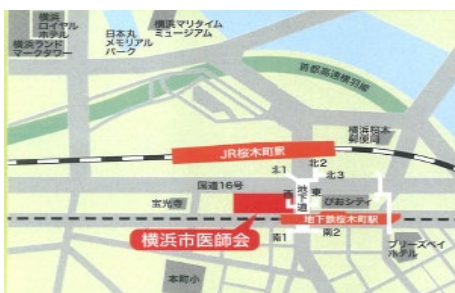 横浜
ロイヤル
ホテル
横浜ランド
マークタワー
日本丸
メモリアル
パーク
横浜マリタイム
ミュージアム
首都高速横羽線
横浜桜木
郵便局
JR桜木町駅
北1
北2
北3
国道16号
西
地下道
東
ぴおシティ
宝光寺
地下鉄桜木町駅
横浜市医師会
南1
南2
ブリーズベイ
ホテル
本町小